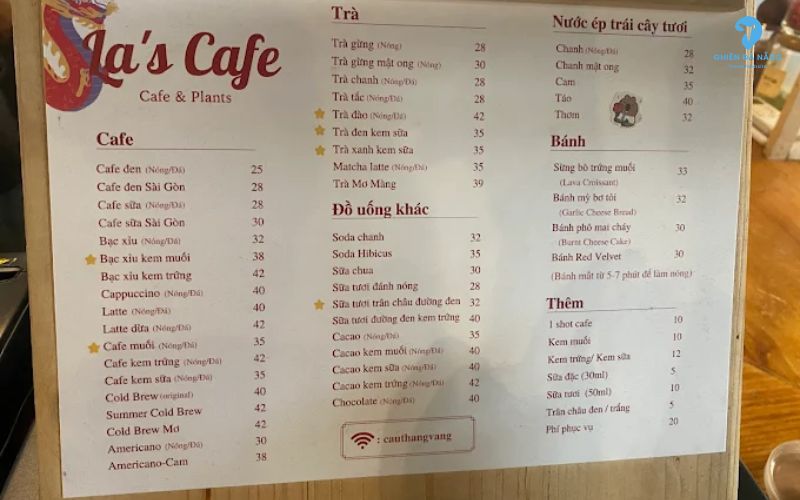 La's Cafe
Cafe & Plants
Cafe
Cafe đen (Nóng/Đá) 25
Cafe đen Sài Gòn 28
Cafe sữa (Nóng/Đá) 28
Cafe sữa Sài Gòn 30
Bạc xỉu (Nóng/Đá) 32
Bạc xỉu kem muối 38
Bạc xỉu kem trứng 42
Cappuccino (Nóng/Đá) 40
Latte (Nóng/Đá) 40
Latte dừa (Nóng/Đá) 42
Cafe muối (Nóng/Đá) 35
Cafe kem trứng (Nóng/Đá) 42
Cafe kem sữa (Nóng/Đá) 35
Cold Brew (original) 40
Summer Cold Brew 42
Cold Brew Mơ 42
Americano (Nóng/Đá) 30
Americano-Cam 38
Trà
Trà gừng (Nóng) 28
Trà gừng mật ong (Nóng) 30
Trà chanh (Nóng/Đá) 28
Trà tắc (Nóng/Đá) 28
Trà đào (Nóng/Đá) 42
Trà đen kem sữa 35
Trà xanh kem sữa 35
Matcha latte (Nóng/Đá) 35
Trà Mơ Màng 39
Đồ uống khác
Soda chanh 32
Soda Hibicus 35
Sữa chua 30
Sữa tươi đánh nóng 28
Sữa tươi trân châu đường đen 32
Sữa tươi đường đen kem trứng 40
Cacao (Nóng/Đá) 35
Cacao kem muối (Nóng/Đá) 40
Cacao kem sữa (Nóng/Đá) 40
Cacao kem trứng (Nóng/Đá) 42
Chocolate (Nóng/Đá) 40
: cauthangvang
Nước ép trái cây tươi
Chanh (Nóng/Đá) 28
Chanh mật ong 32
Cam 35
Táo 40
Thơm 32
Bánh
Sừng bò trứng muối 33
(Lava Croissant)
Bánh mỳ bơ tỏi 32
(Garlic Cheese Bread)
Bánh phô mai cháy 30
(Burnt Cheese Cake)
Bánh Red Velvet 30
(Bánh mất từ 5-7 phút để làm nóng)
Thêm
1 shot cafe 10
Kem muối 10
Kem trứng/ Kem sữa 12
Sữa đặc (30ml) 5
Sữa tươi (50ml) 10
Trân châu đen / trắng 5
Phí phục vụ 20
GHIỀN ĐÀ NẴNG